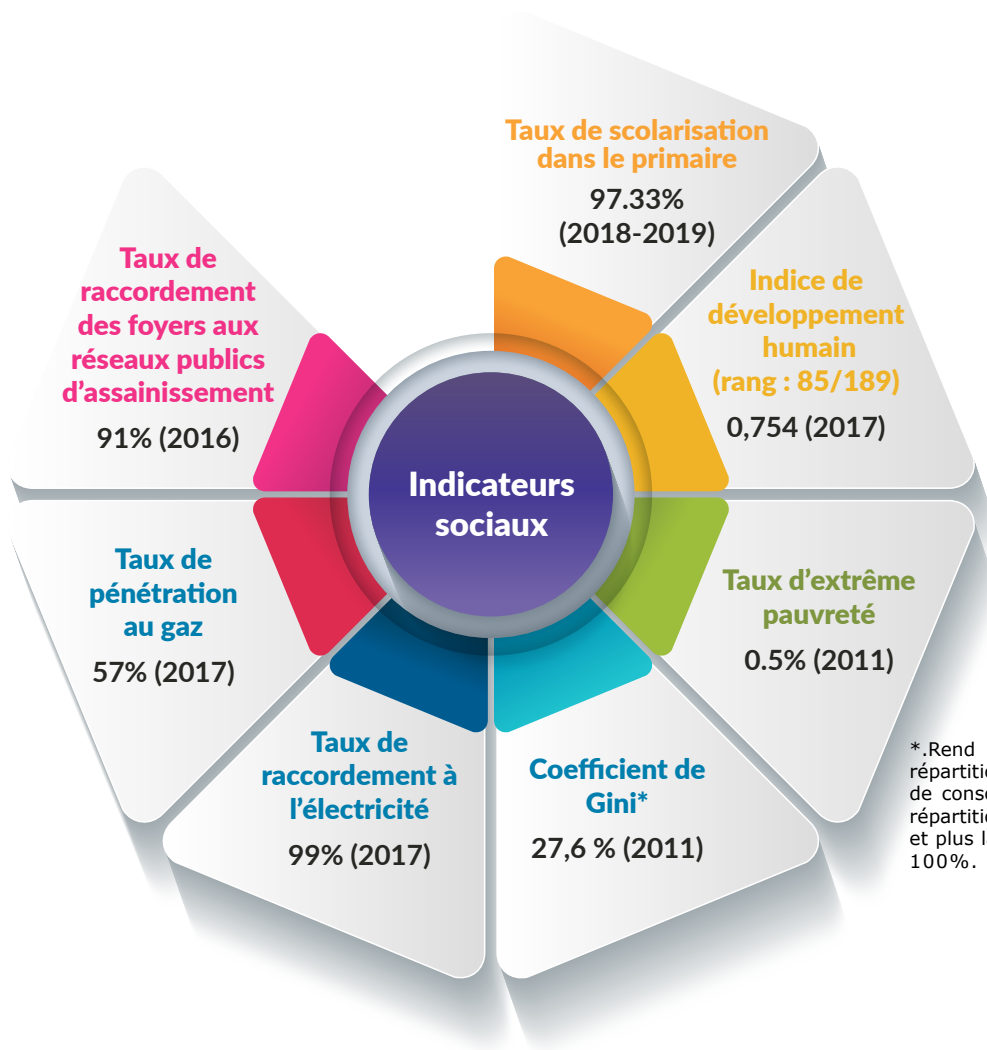 Taux de scolarisation
dans le primaire
97.33%
(2018-2019)
Indice de
développement
humain
(rang : 85/189)
0,754 (2017)
Taux d'extrême
pauvreté
0.5% (2011)
Coefficient de
Gini*
27,6 % (2011)
Taux de
raccordement à
l'électricité
99% (2017)
Taux de
pénétration
au gaz
57% (2017)
Taux de
raccordement
des foyers aux
réseaux publics
d'assainissement
91% (2016)
Indicateurs
sociaux
*.Rend
de
et plus
100%.